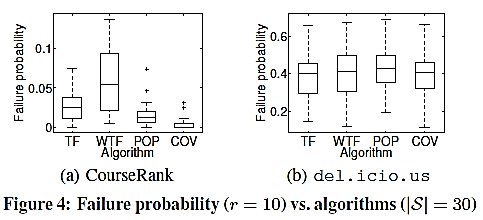 Failure probability
0.1
0.05
0
TF WTF POP COV
Algorithm
(a) CourseRank
Failure probability
0.6
0.4
0.2
TF WTF POP COV
Algorithm
(b) del.icio.us
Figure 4: Failure probability (r = 10) vs. algorithms (|S| = 30)